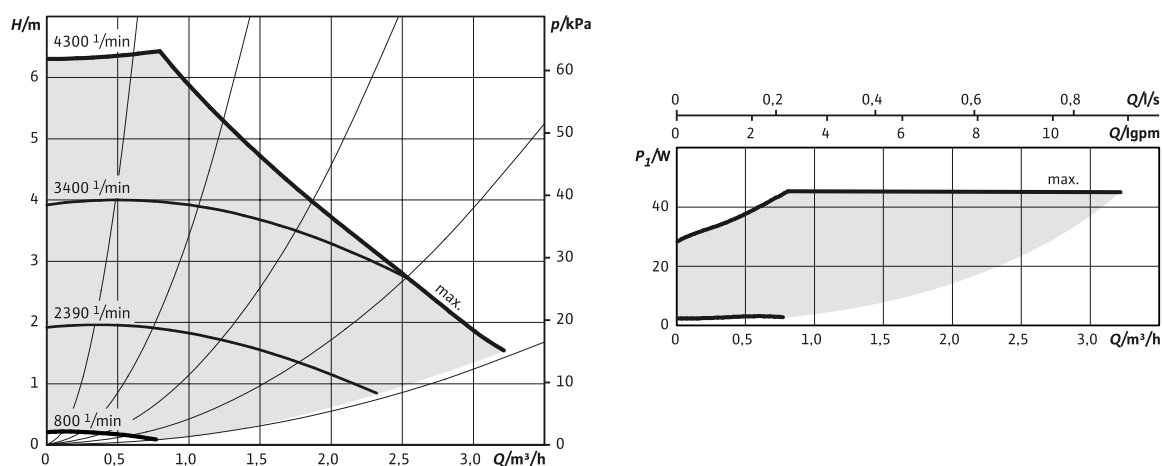 H/m
p/kPa
4300 1/min
6
60
5
50
3400 1/min
4
40
3
30
max.
2390 1/min
2
20
1
10
800 1/min
0
0
0 0,5 1,0 1,5 2,0 2,5 3,0 Q/m³/h
0 0,2 0,4 0,6 0,8 Q/l/s
0 2 4 6 8 10 Q/lgpm
P1/W
max.
40
20
0
0 0,5 1,0 1,5 2,0 2,5 3,0 Q/m³/h